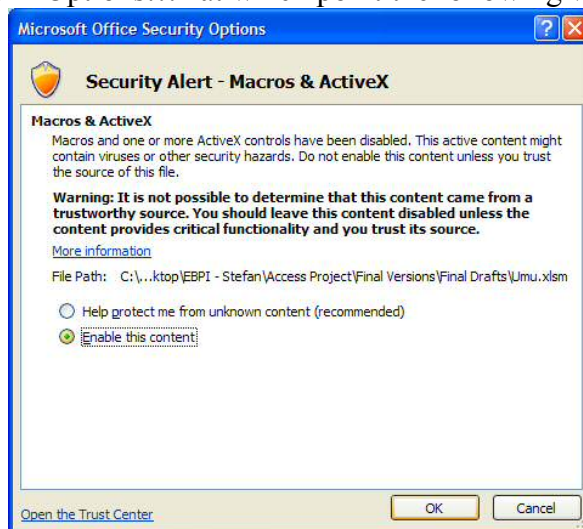 Microsoft Office Security Options
Security Alert - Macros & ActiveX
Macros & ActiveX
Macros and one or more ActiveX controls have been disabled. This active content might
contain viruses or other security hazards. Do not enable this content unless you trust
the source of this file.
Warning: It is not possible to determine that this content came from a
trustworthy source. You should leave this content disabled unless the
content provides critical functionality and you trust its source.
More information
File Path: C:\...ktop\EBPI - Stefan\Access Project\Final Versions\Final Drafts\Umu.xlsm
Help protect me from unknown content (recommended)
Enable this content
Open the Trust Center
OK
Cancel